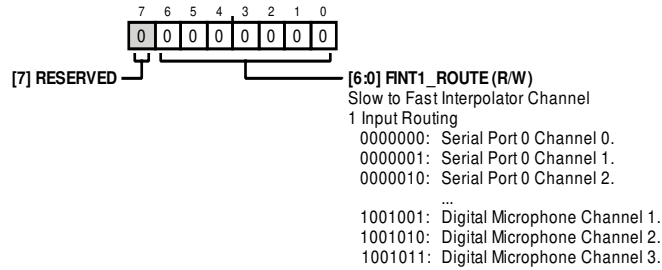 7 6 5 4 3 2 1 0
0 0 0 0 0 0 0 0
[7] RESERVED
[6:0] FINT1_ROUTE (R/W)
Slow to Fast Interpolator Channel
1 Input Routing
0000000: Serial Port 0 Channel 0.
0000001: Serial Port 0 Channel 1.
0000010: Serial Port 0 Channel 2.
...
1001001: Digital Microphone Channel 1.
1001010: Digital Microphone Channel 2.
1001011: Digital Microphone Channel 3.